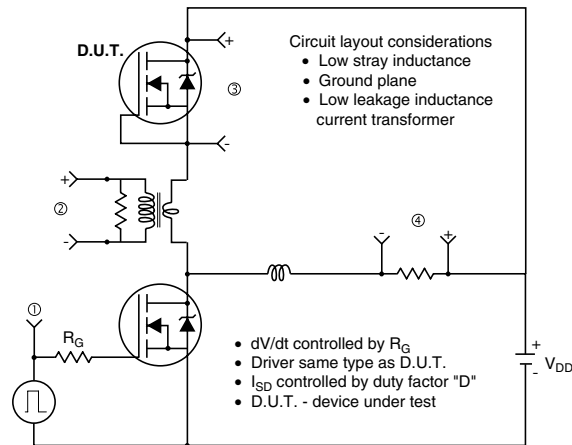 D.U.T.
+
-
③
Circuit layout considerations
• Low stray inductance
• Ground plane
• Low leakage inductance
current transformer
+
②
-
④
-
+
①
R_G
• dV/dt controlled by R_G
• Driver same type as D.U.T.
• I_SD controlled by duty factor "D"
• D.U.T. - device under test
+
-
V_DD